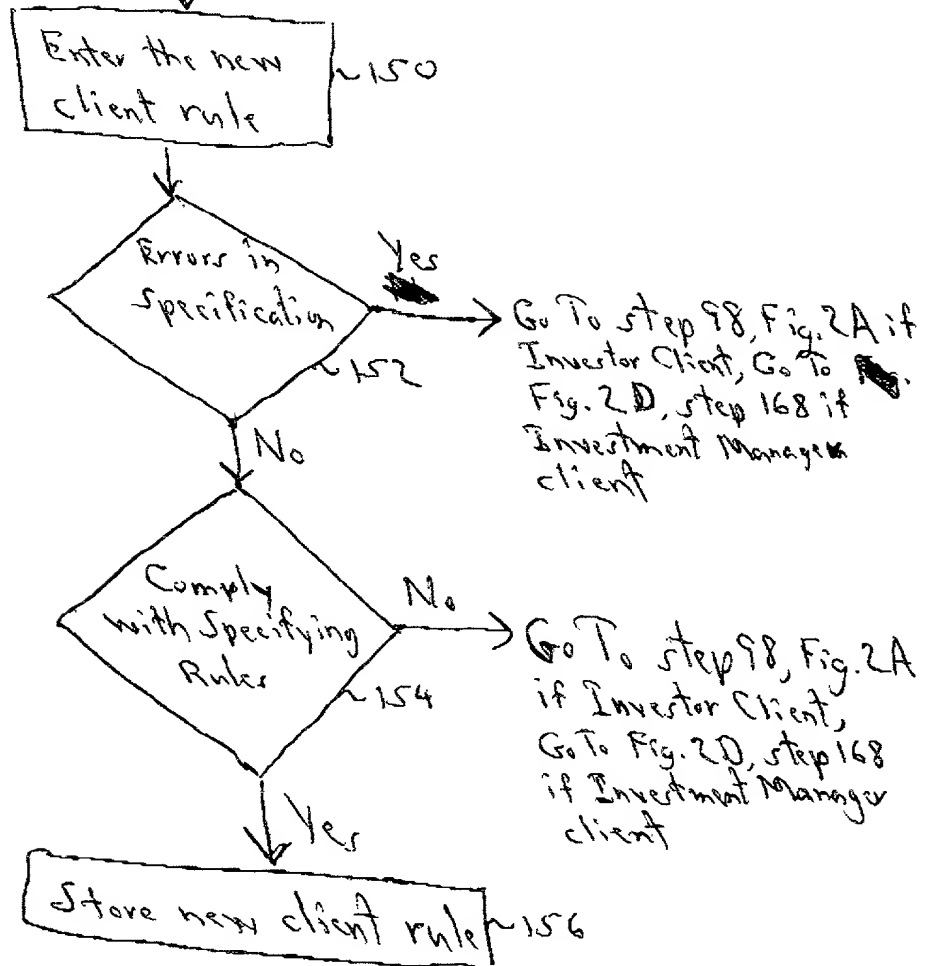 Enter the new
client rule
~150
Errors in
Specification
~152
Yes
Go To step 98, Fig. 2A if
Investor Client, Go To
Fig. 2D, step 168 if
Investment Manager
client
No
Comply
with Specifying
Rules
~154
No
Go To step 98, Fig. 2A
if Investor Client,
Go To Fig. 2D, step 168
if Investment Manager
client
Yes
Store new client rule
~156